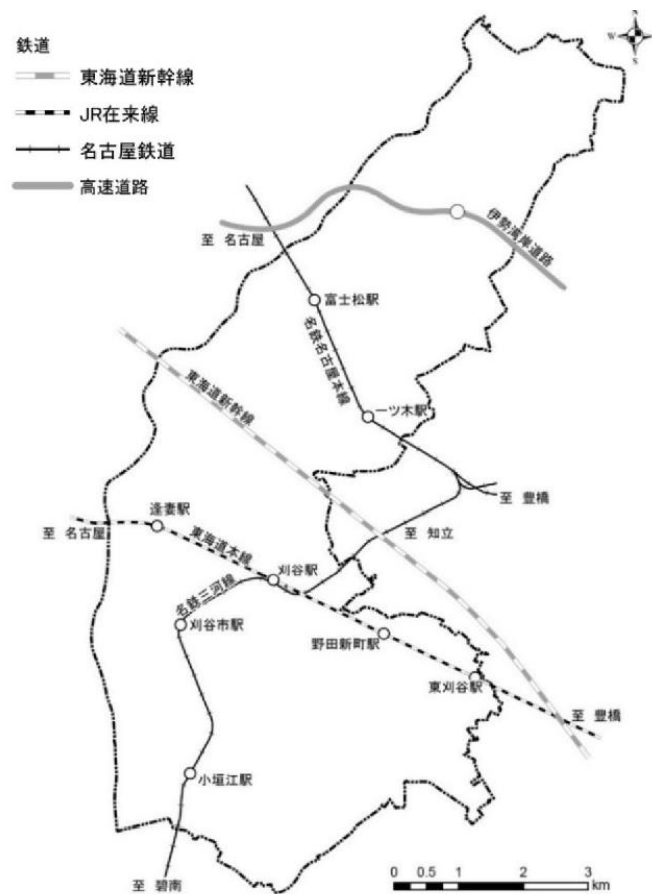 鉄道
東海道新幹線
JR在来線
名古屋鉄道
高速道路
N
W E
S
至 名古屋
伊勢湾岸道路
富士松駅
名鉄名古屋本線
東海道新幹線
一ツ木駅
至 豊橋
逢妻駅
至 名古屋
東海道本線
至 知立
刈谷駅
名鉄三河線
刈谷市駅
野田新町駅
東刈谷駅
至 豊橋
小垣江駅
至 碧南
0 0.5 1 2 3
km